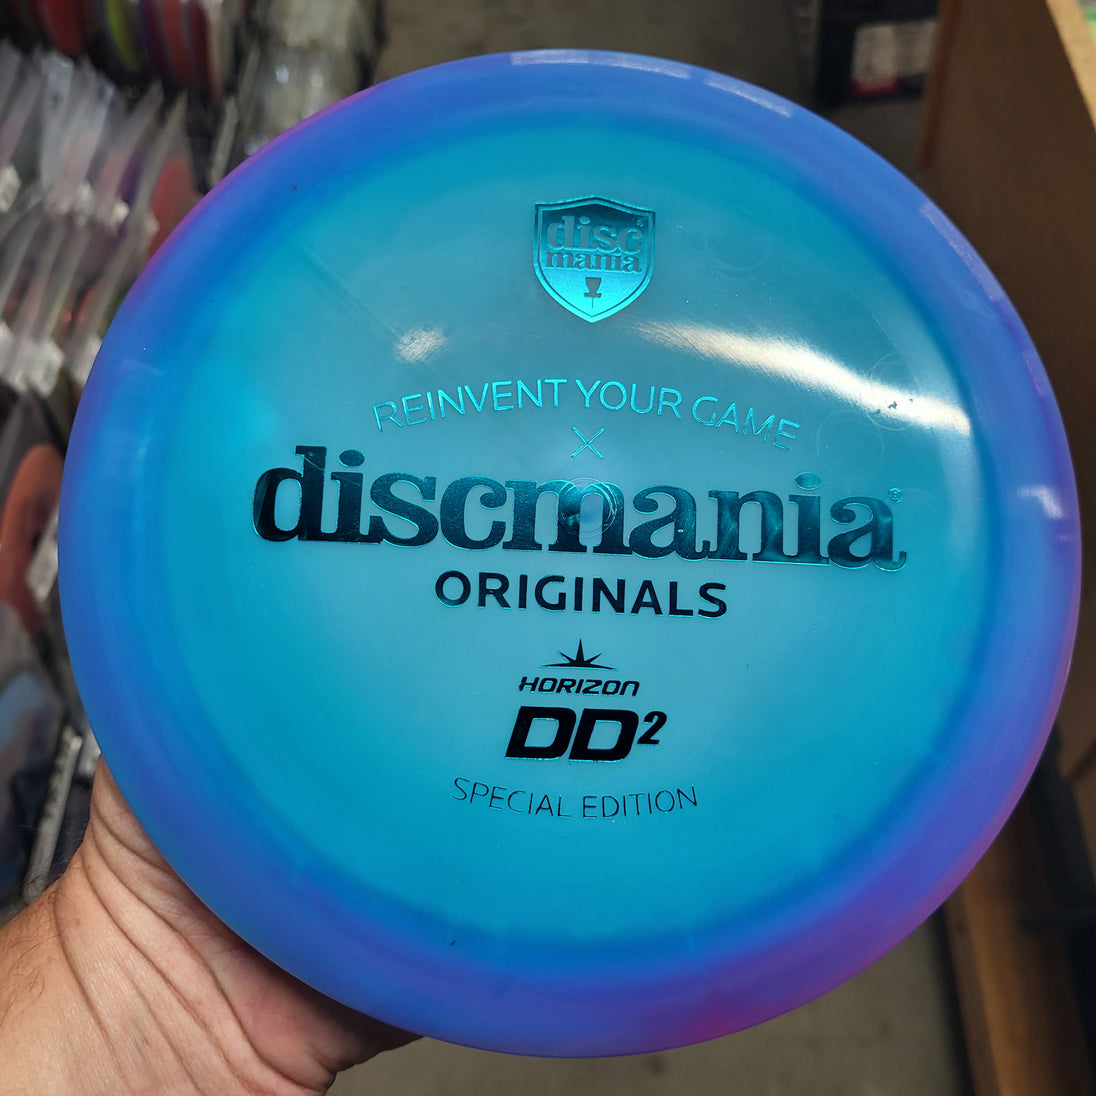 disc®
mania
REINVENT YOUR GAME
X
discmania®
ORIGINALS
HORIZON
DD²
SPECIAL EDITION